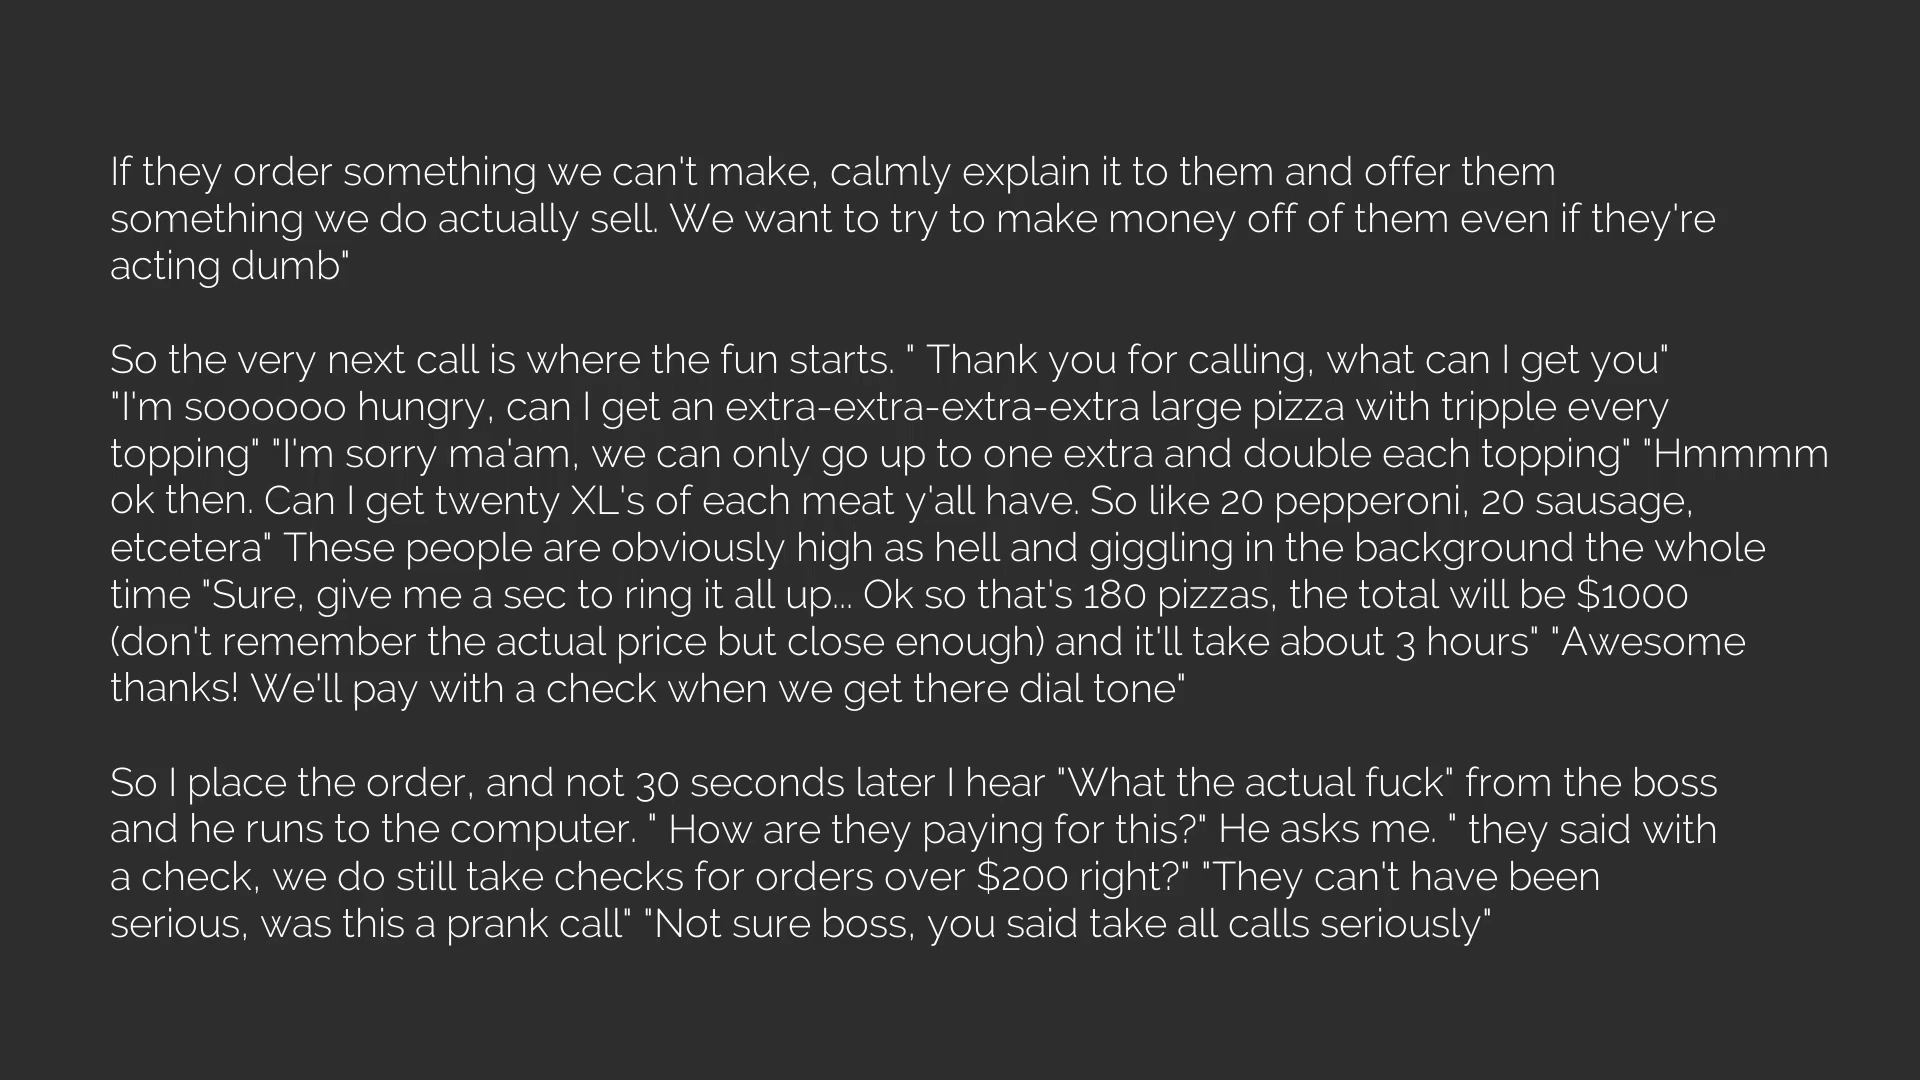 If they order something we can't make, calmly explain it to them and offer them
something we do actually sell. We want to try to make money off of them even if they're
acting dumb"
So the very next call is where the fun starts. " Thank you for calling, what can I get you"
"I'm soooooo hungry, can I get an extra-extra-extra-extra large pizza with tripple every
topping" "I'm sorry ma'am, we can only go up to one extra and double each topping" "Hmmmm
ok then. Can I get twenty XL's of each meat y'all have. So like 20 pepperoni, 20 sausage,
etcetera" These people are obviously high as hell and giggling in the background the whole
time "Sure, give me a sec to ring it all up... Ok so that's 180 pizzas, the total will be $1000
(don't remember the actual price but close enough) and it'll take about 3 hours" "Awesome
thanks! We'll pay with a check when we get there dial tone"
So I place the order, and not 30 seconds later I hear "What the actual fuck" from the boss
and he runs to the computer. " How are they paying for this?" He asks me. " they said with
a check, we do still take checks for orders over $200 right?" "They can't have been
serious, was this a prank call" "Not sure boss, you said take all calls seriously"